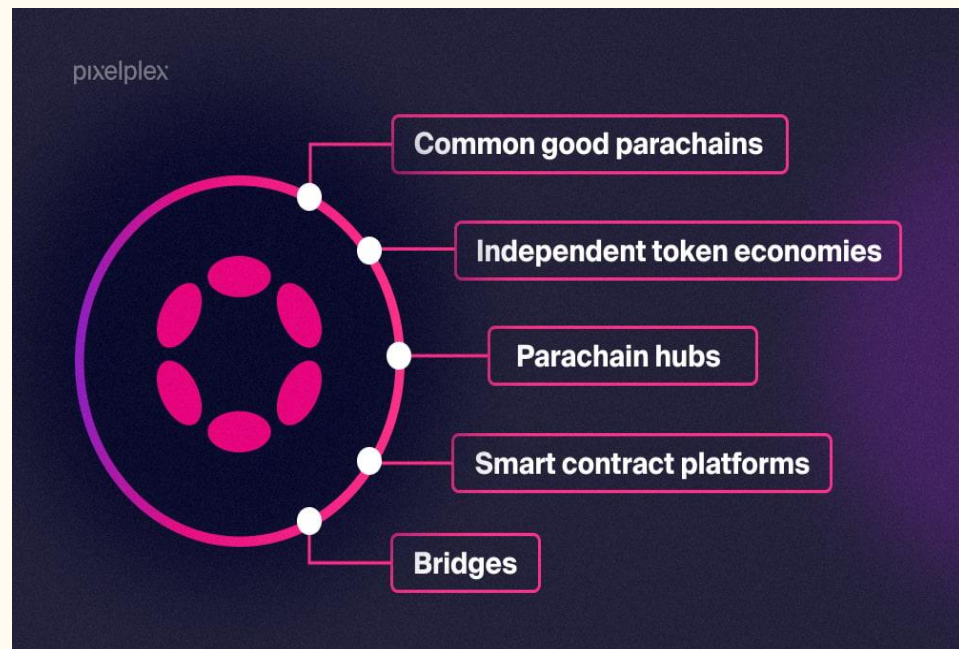 pixelplex
Common good parachains
Independent token economies
Parachain hubs
Smart contract platforms
Bridges